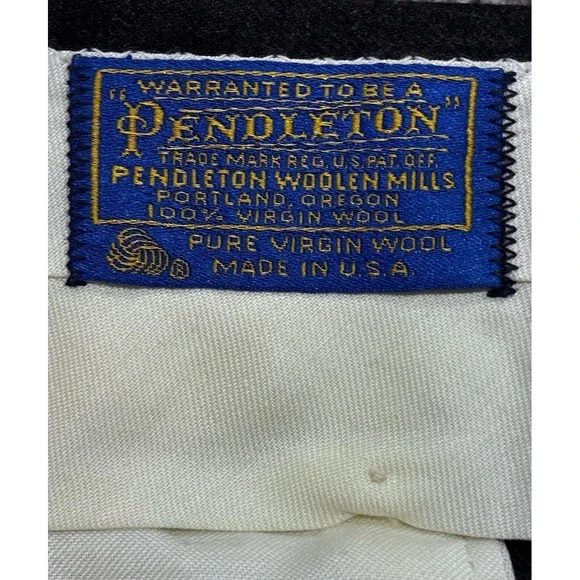 WARRANTED TO BE A
"PENDLETON"
TRADE MARK REG. U.S. PAT. OFF.
PENDLETON WOOLEN MILLS
PORTLAND, OREGON
100% VIRGIN WOOL
® PURE VIRGIN WOOL
MADE IN U.S.A.